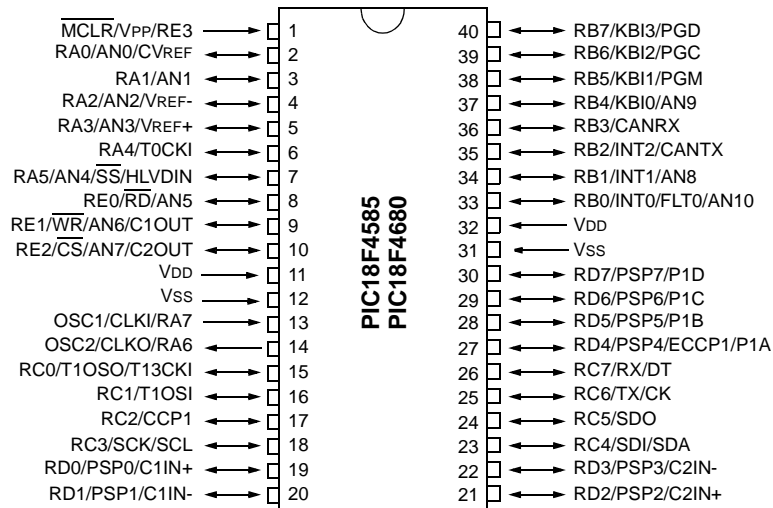 MCLR/VPP/RE3 1
RA0/AN0/CVREF 2
RA1/AN1 3
RA2/AN2/VREF- 4
RA3/AN3/VREF+ 5
RA4/T0CKI 6
RA5/AN4/SS/HLVDIN 7
RE0/RD/AN5 8
RE1/WR/AN6/C1OUT 9
RE2/CS/AN7/C2OUT 10
VDD 11
VSS 12
OSC1/CLKI/RA7 13
OSC2/CLKO/RA6 14
RC0/T1OSO/T13CKI 15
RC1/T1OSI 16
RC2/CCP1 17
RC3/SCK/SCL 18
RD0/PSP0/C1IN+ 19
RD1/PSP1/C1IN- 20
PIC18F4585
PIC18F4680
40 RB7/KBI3/PGD
39 RB6/KBI2/PGC
38 RB5/KBI1/PGM
37 RB4/KBI0/AN9
36 RB3/CANRX
35 RB2/INT2/CANTX
34 RB1/INT1/AN8
33 RB0/INT0/FLT0/AN10
32 VDD
31 VSS
30 RD7/PSP7/P1D
29 RD6/PSP6/P1C
28 RD5/PSP5/P1B
27 RD4/PSP4/ECCP1/P1A
26 RC7/RX/DT
25 RC6/TX/CK
24 RC5/SDO
23 RC4/SDI/SDA
22 RD3/PSP3/C2IN-
21 RD2/PSP2/C2IN+